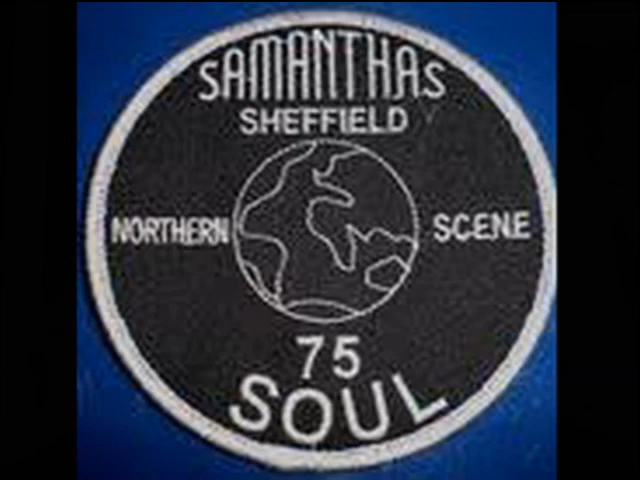 SAMANTHAS
SHEFFIELD
NORTHERN SCENE
75
SOUL